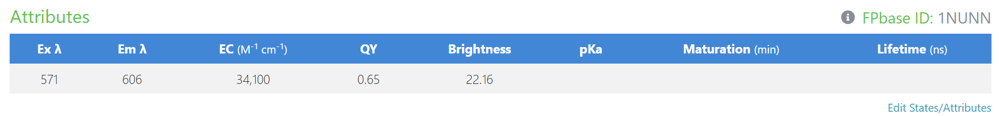 Attributes
FPbase ID: 1NUNN
Ex λ Em λ EC (M⁻¹ cm⁻¹) QY Brightness pKa Maturation (min) Lifetime (ns)
571 606 34,100 0.65 22.16
Edit States/Attributes